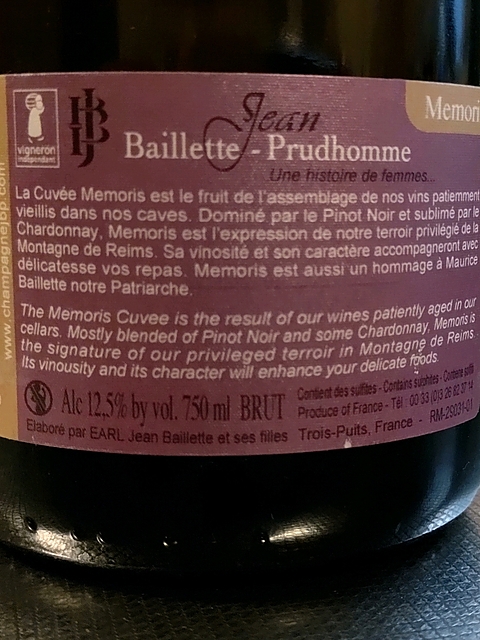 Memori
vigneron
indépendant
JBP
Jean
Baillette - Prudhomme
Une histoire de femmes...
La Cuvée Memoris est le fruit de l'assemblage de nos vins patiemment
vieillis dans nos caves. Dominé par le Pinot Noir et sublimé par le
Chardonnay, Memoris est l'expression de notre terroir privilégié de la
Montagne de Reims. Sa vinosité et son caractère accompagneront avec
délicatesse vos repas. Memoris est aussi un hommage à Maurice
Baillette notre Patriarche.
The Memoris Cuvee is the result of our wines patiently aged in our
cellars. Mostly blended of Pinot Noir and some Chardonnay, Memoris is
the signature of our privileged terroir in Montagne de Reims.
Its vinousity and its character will enhance your delicate foods.
Alc 12,5% by vol. 750 ml BRUT
Contient des sulfites - Contains sulphites - Contiene sulfiti
Produce of France - Tél : 00 33 (0)3 26 82 37 14
Elaboré par EARL Jean Baillette et ses filles Trois-Puits, France - RM-29031-01
www.champagnejbp.com